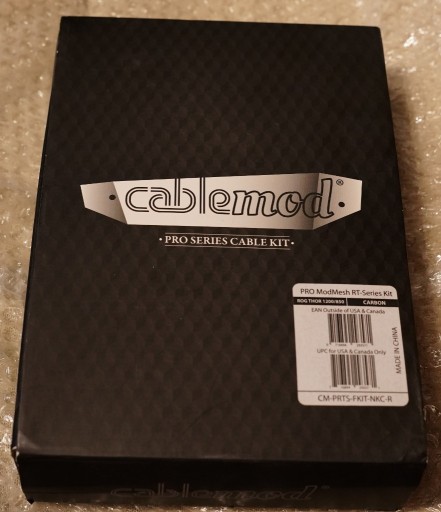 cablemod®
· PRO SERIES CABLE KIT ·
PRO ModMesh RT-Series Kit
ROG THOR 1200/850 CARBON
EAN Outside of USA & Canada
UPC for USA & Canada Only
MADE IN CHINA
CM-PRTS-FKIT-NKC-R
cablemod®